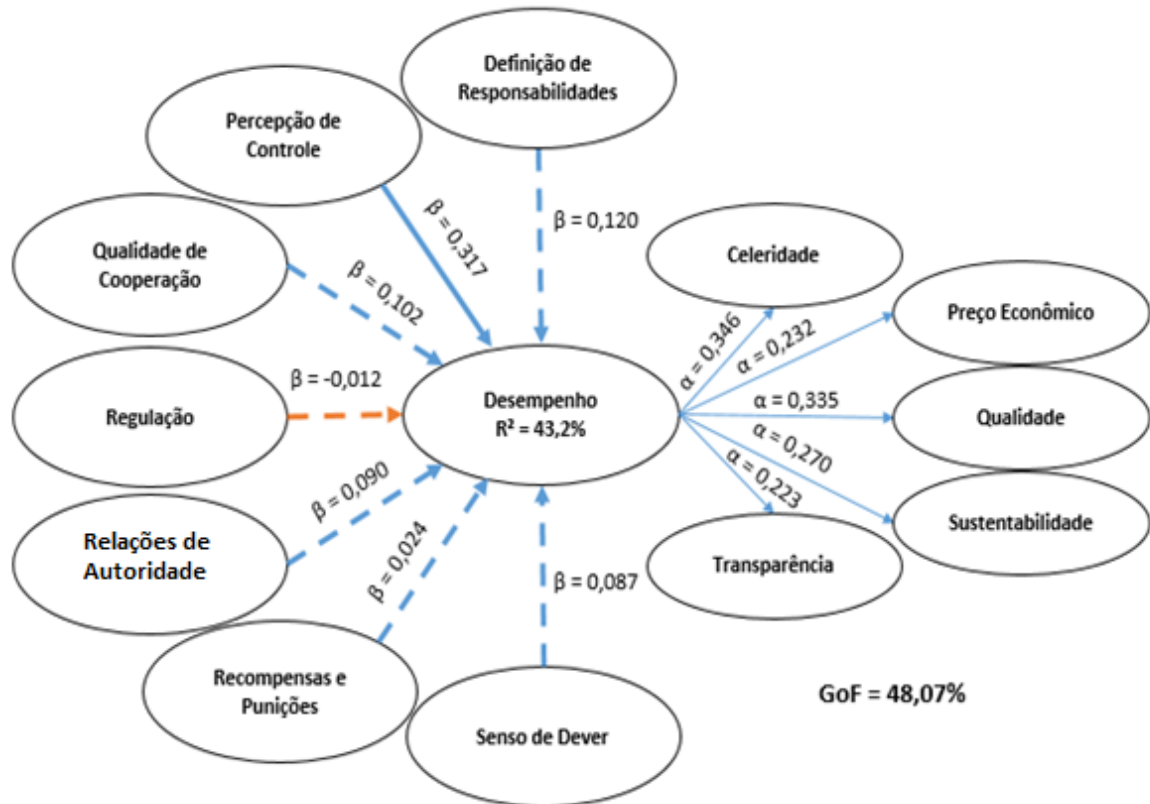 Definição de
Responsabilidades
Percepção de
Controle
β = 0,317
β = 0,120
Qualidade de
Cooperação
β = 0,102
Celeridade
α = 0,346
Preço Econômico
α = 0,232
Regulação
β = -0,012
Desempenho
R² = 43,2%
α = 0,335
Qualidade
α = 0,270
Sustentabilidade
α = 0,223
Transparência
Relações de
Autoridade
β = 0,090
Recompensas e
Punições
β = 0,024
β = 0,087
Senso de Dever
GoF = 48,07%